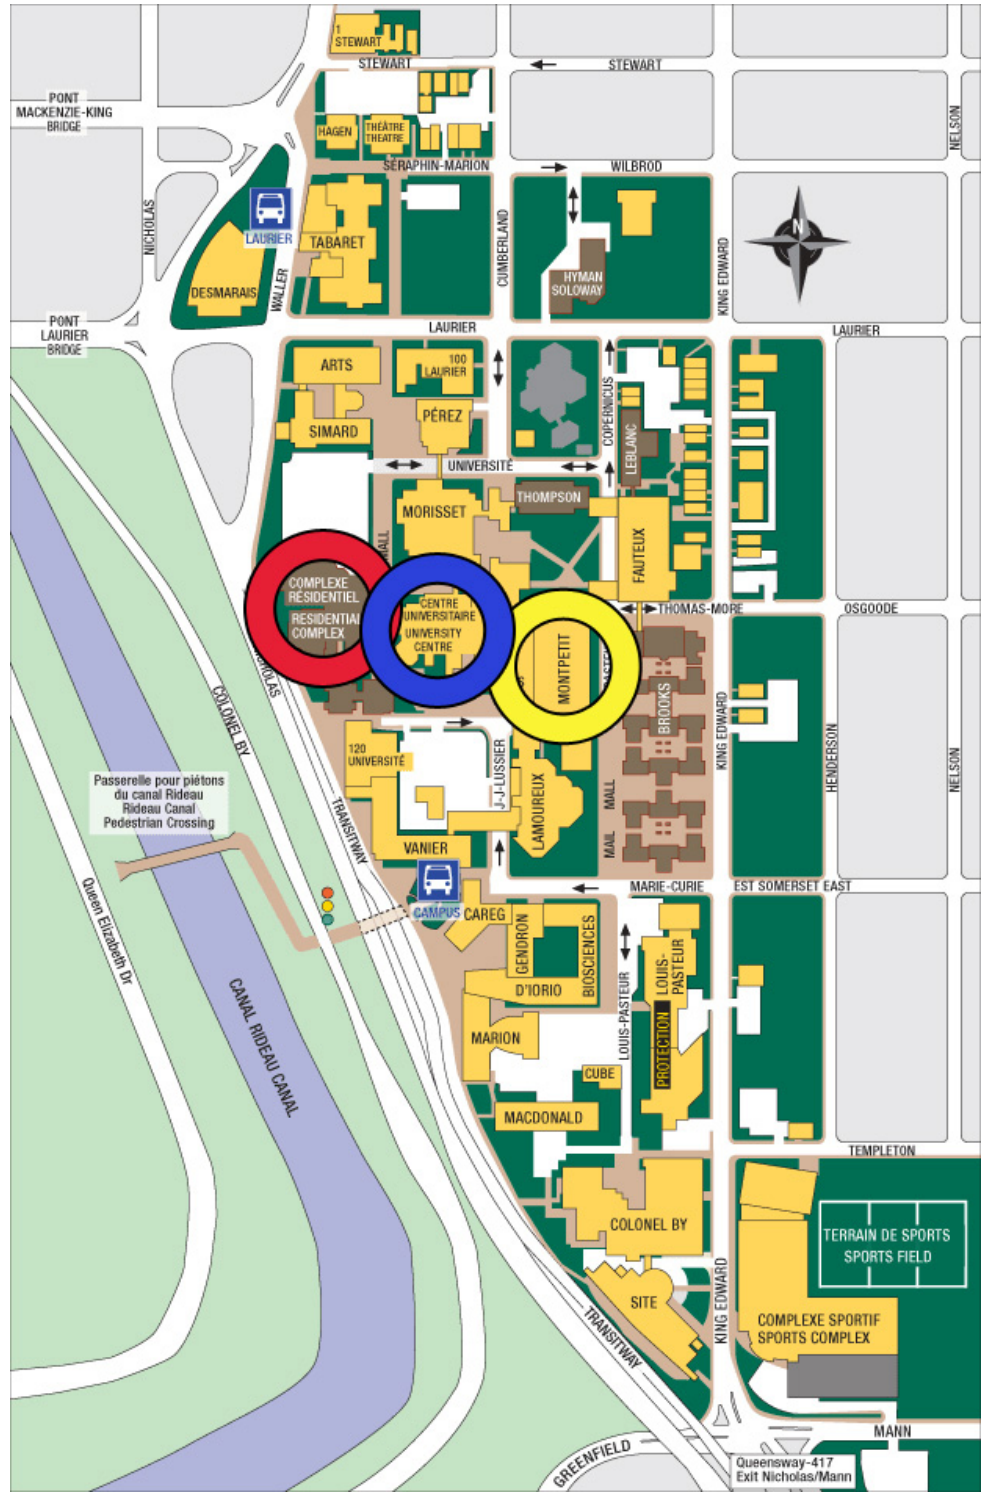 1
STEWART
STEWART
STEWART
PONT
MACKENZIE-KING
BRIDGE
HAGEN
THÉÂTRE
THEATRE
NELSON
SÉRAPHIN-MARION
WILBROD
NICHOLAS
LAURIER
TABARET
CUMBERLAND
N
HYMAN
SOLOWAY
KING EDWARD
DESMARAIS
WALLER
PONT
LAURIER
BRIDGE
LAURIER
LAURIER
ARTS
100
LAURIER
COPERNICUS
PÉREZ
SIMARD
LEBLANC
UNIVERSITÉ
THOMPSON
MORISSET
MALL
FAUTEUX
COMPLEXE
RÉSIDENTIEL
RESIDENTIAL
COMPLEX
CENTRE
UNIVERSITAIRE
UNIVERSITY
CENTRE
THOMAS-MORE
OSGOODE
MONTPETIT
BROOKS
KING EDWARD
COLONEL BY
HENDERSON
NELSON
120
UNIVERSITÉ
J-J-LUSSIER
LAMOUREUX
MAIL MALL
Passerelle pour piétons
du canal Rideau
Rideau Canal
Pedestrian Crossing
TRANSITWAY
VANIER
CAMPUS
MARIE-CURIE
EST SOMERSET EAST
Queen Elizabeth Dr
CAREG
GENDRON
BIOSCIENCES
LOUIS-
PASTEUR
D'IORIO
LOUIS-PASTEUR
CANAL RIDEAU CANAL
MARION
PROTECTION
CUBE
MACDONALD
TEMPLETON
COLONEL BY
TERRAIN DE SPORTS
SPORTS FIELD
KING EDWARD
SITE
TRANSITWAY
COMPLEXE SPORTIF
SPORTS COMPLEX
MANN
GREENFIELD
Queensway-417
Exit Nicholas/Mann